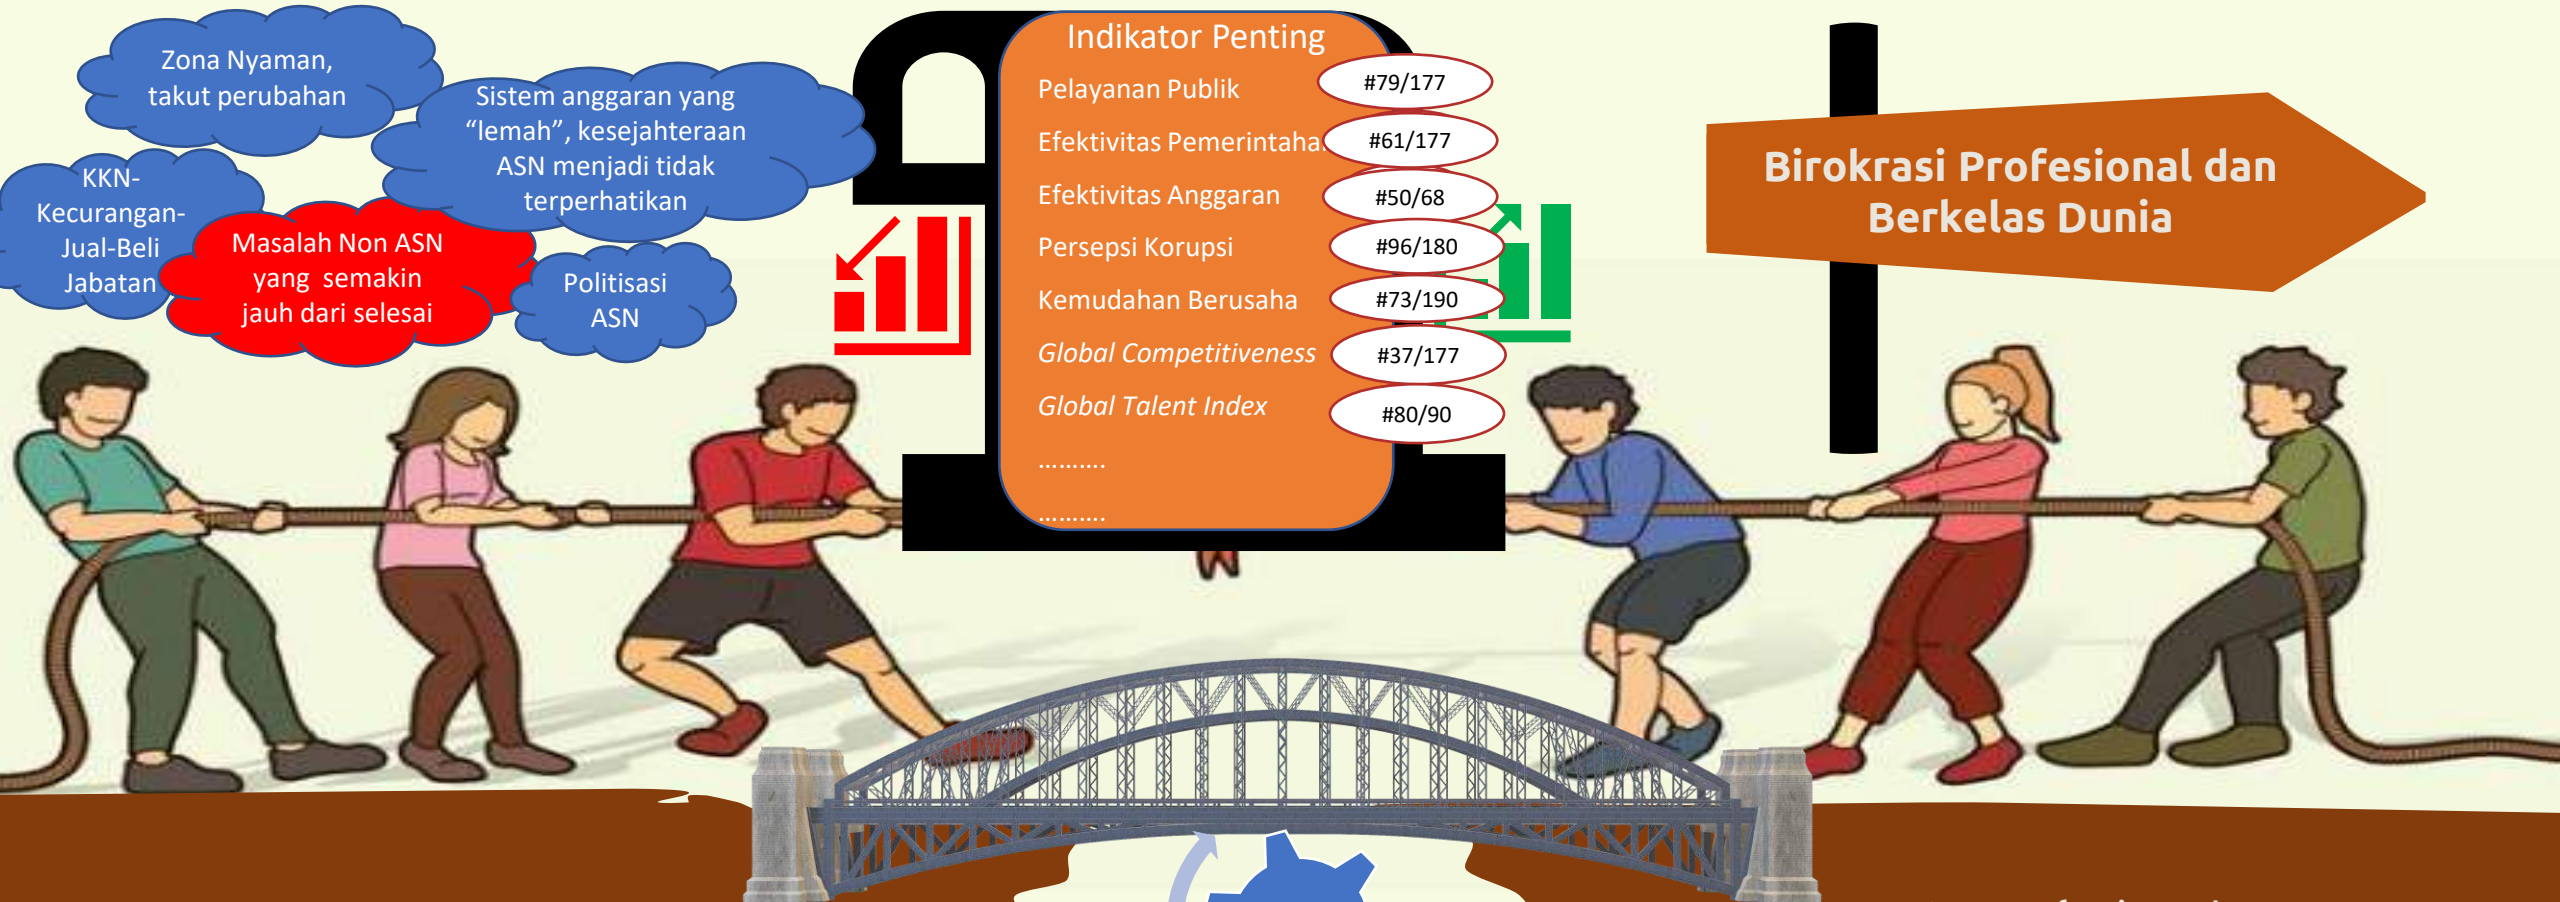 Zona Nyaman,
takut perubahan
Sistem anggaran yang
“lemah”, kesejahteraan
ASN menjadi tidak
terperhatikan
KKN-
Kecurangan-
Jual-Beli
Jabatan
Masalah Non ASN
yang semakin
jauh dari selesai
Politisasi
ASN
Indikator Penting
Pelayanan Publik #79/177
Efektivitas Pemerintaha #61/177
Efektivitas Anggaran #50/68
Persepsi Korupsi #96/180
Kemudahan Berusaha #73/190
Global Competitiveness #37/177
Global Talent Index #80/90
..........
..........
Birokrasi Profesional dan
Berkelas Dunia